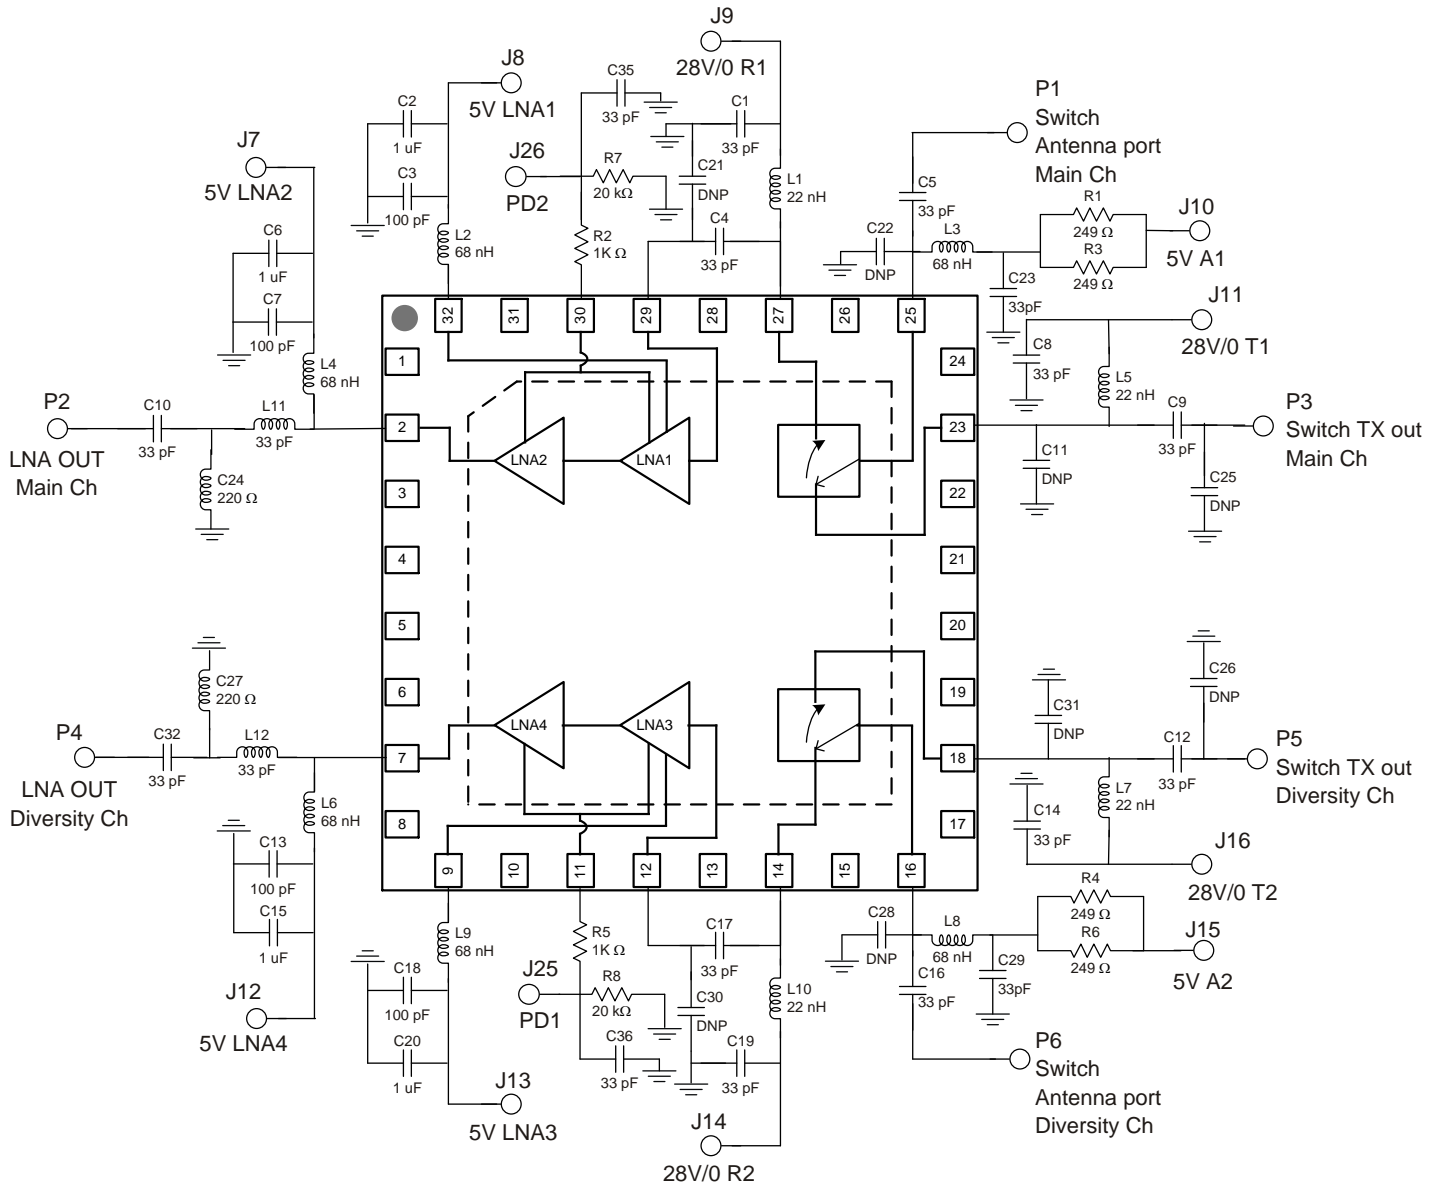 J9
28V/0 R1
J8
5V LNA1
C35
33 pF
C2
1 uF
C3
100 pF
C1
33 pF
P1
Switch
Antenna port
Main Ch
J7
5V LNA2
J26
PD2
R7
20 kΩ
C21
DNP
L1
22 nH
C5
33 pF
R1
249 Ω
R3
249 Ω
J10
5V A1
C6
1 uF
C7
100 pF
L2
68 nH
R2
1K Ω
C4
33 pF
C22
DNP
L3
68 nH
C23
33pF
J11
28V/0 T1
L4
68 nH
C8
33 pF
L5
22 nH
32
31
30
29
28
27
26
25
1
24
P2
LNA OUT
Main Ch
C10
33 pF
L11
33 pF
C24
220 Ω
2
LNA2
LNA1
23
C9
33 pF
P3
Switch TX out
Main Ch
C11
DNP
C25
DNP
3
22
4
21
5
20
6
19
C27
220 Ω
C31
DNP
C26
DNP
P4
LNA OUT
Diversity Ch
C32
33 pF
L12
33 pF
7
LNA4
LNA3
18
C12
33 pF
P5
Switch TX out
Diversity Ch
L6
68 nH
8
17
C14
33 pF
L7
22 nH
J16
28V/0 T2
9
10
11
12
13
14
15
16
C13
100 pF
C15
1 uF
L9
68 nH
R5
1K Ω
C17
33 pF
C28
DNP
L8
68 nH
R4
249 Ω
R6
249 Ω
J15
5V A2
C18
100 pF
C20
1 uF
J25
PD1
R8
20 kΩ
C30
DNP
L10
22 nH
C16
33 pF
C29
33pF
J12
5V LNA4
C36
33 pF
C19
33 pF
P6
Switch
Antenna port
Diversity Ch
J13
5V LNA3
J14
28V/0 R2